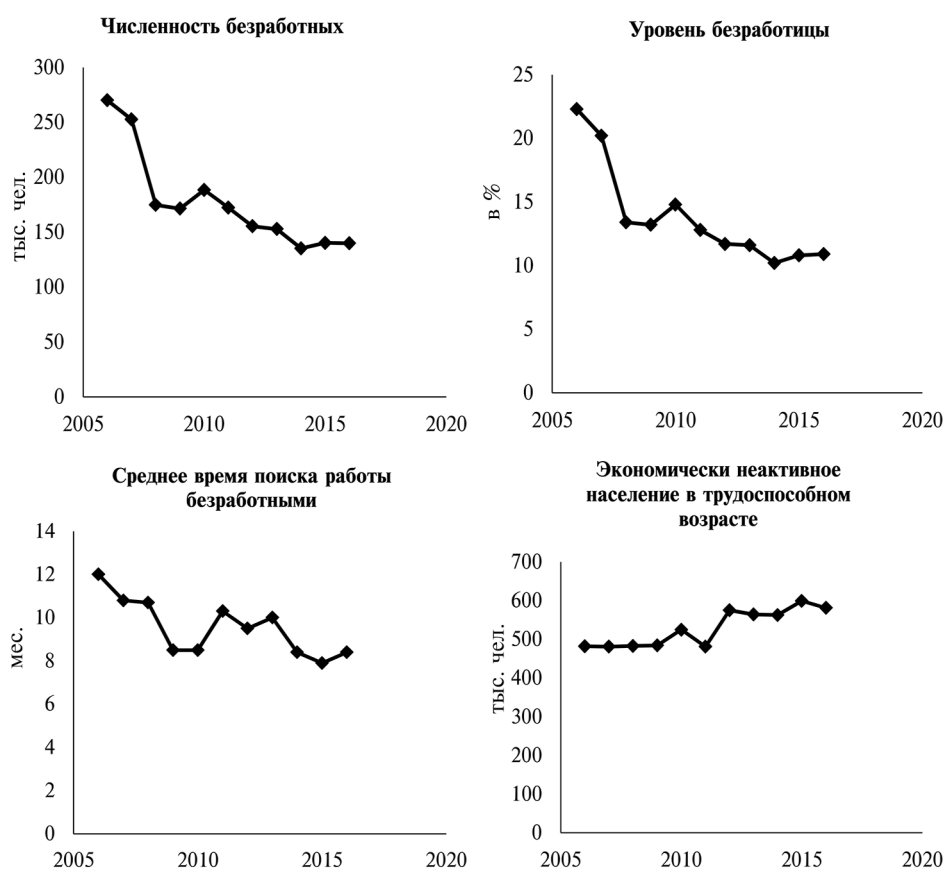 Численность безработных
тыс. чел.
300
250
200
150
100
50
0
2005 2010 2015 2020
Уровень безработицы
в %
25
20
15
10
5
0
2005 2010 2015 2020
Среднее время поиска работы
безработными
мес.
14
12
10
8
6
4
2
0
2005 2010 2015 2020
Экономически неактивное
население в трудоспособном
возрасте
тыс. чел.
700
600
500
400
300
200
100
0
2005 2010 2015 2020